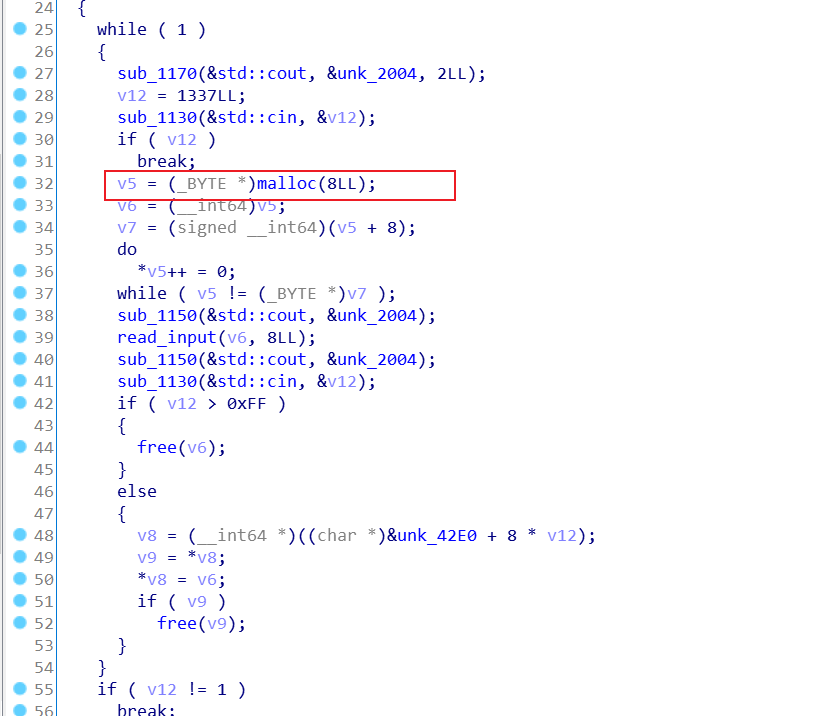 24 {
25 while ( 1 )
26 {
27 sub_1170(&std::cout, &unk_2004, 2LL);
28 v12 = 1337LL;
29 sub_1130(&std::cin, &v12);
30 if ( v12 )
31 break;
32 v5 = (_BYTE *)malloc(8LL);
33 v6 = (__int64)v5;
34 v7 = (signed __int64)(v5 + 8);
35 do
36 *v5++ = 0;
37 while ( v5 != (_BYTE *)v7 );
38 sub_1150(&std::cout, &unk_2004);
39 read_input(v6, 8LL);
40 sub_1150(&std::cout, &unk_2004);
41 sub_1130(&std::cin, &v12);
42 if ( v12 > 0xFF )
43 {
44 free(v6);
45 }
46 else
47 {
48 v8 = (__int64 *)((char *)&unk_42E0 + 8 * v12);
49 v9 = *v8;
50 *v8 = v6;
51 if ( v9 )
52 free(v9);
53 }
54 }
55 if ( v12 != 1 )
56 break;